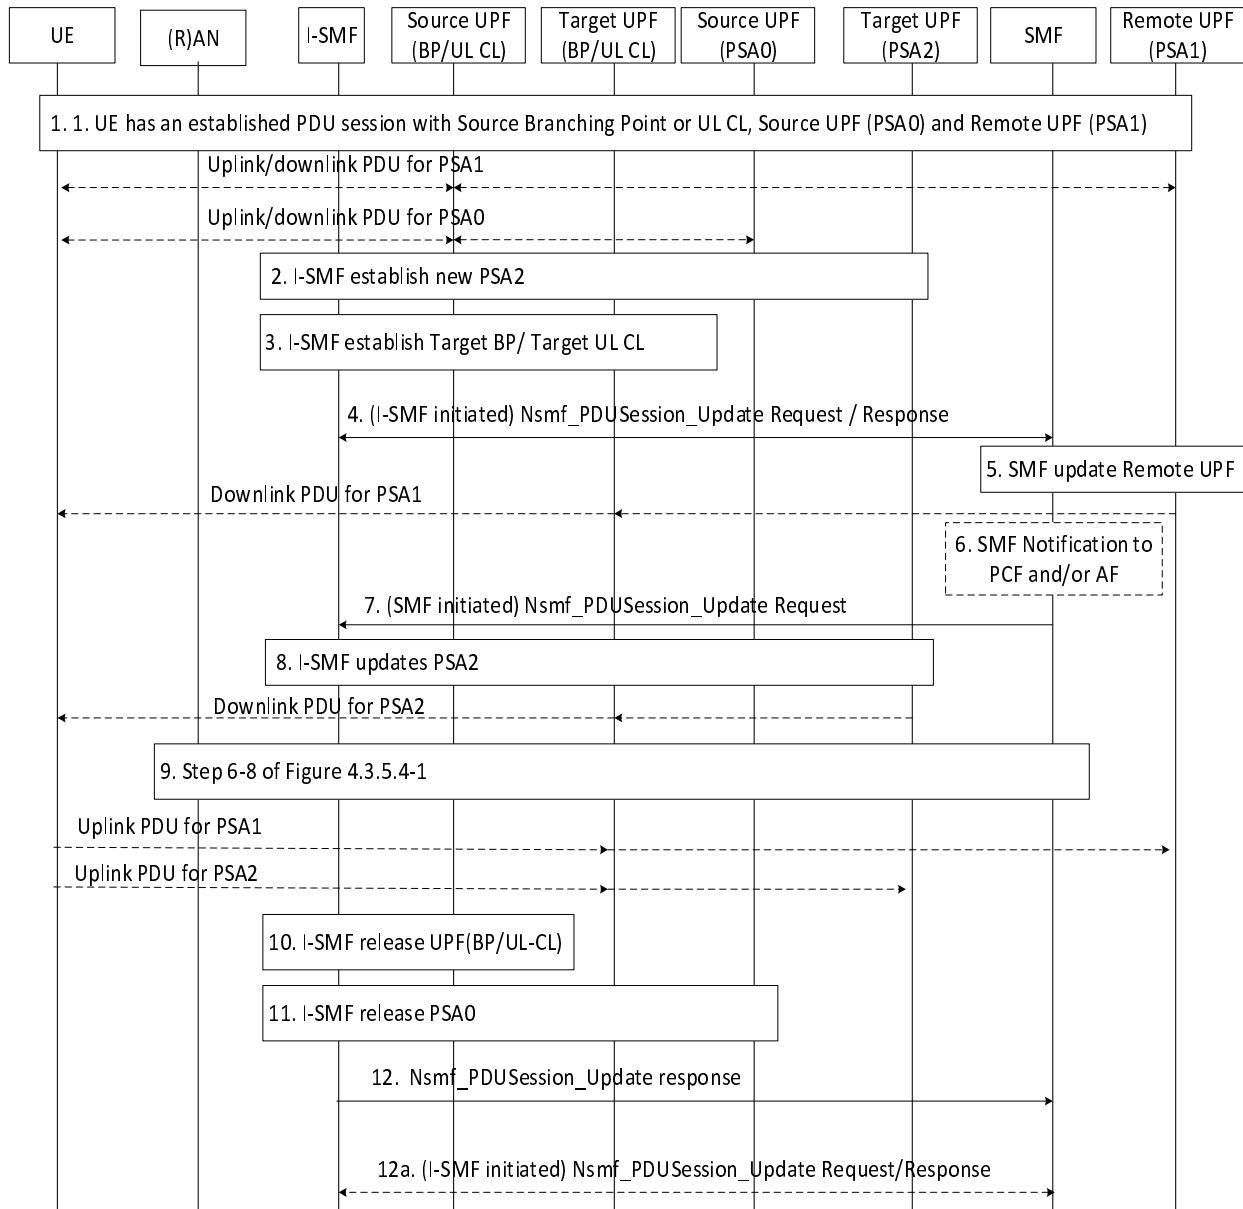 UE
(R)AN
I-SMF
Source UPF
(BP/UL CL)
Target UPF
(BP/UL CL)
Source UPF
(PSA0)
Target UPF
(PSA2)
SMF
Remote UPF
(PSA1)
1. 1. UE has an established PDU session with Source Branching Point or UL CL, Source UPF (PSA0) and Remote UPF (PSA1)
Uplink/downlink PDU for PSA1
Uplink/downlink PDU for PSA0
2. I-SMF establish new PSA2
3. I-SMF establish Target BP/ Target UL CL
4. (I-SMF initiated) Nsmf_PDUSession_Update Request / Response
5. SMF update Remote UPF
Downlink PDU for PSA1
6. SMF Notification to
PCF and/or AF
7. (SMF initiated) Nsmf_PDUSession_Update Request
8. I-SMF updates PSA2
Downlink PDU for PSA2
9. Step 6-8 of Figure 4.3.5.4-1
Uplink PDU for PSA1
Uplink PDU for PSA2
10. I-SMF release UPF(BP/UL-CL)
11. I-SMF release PSA0
12. Nsmf_PDUSession_Update response
12a. (I-SMF initiated) Nsmf_PDUSession_Update Request/Response